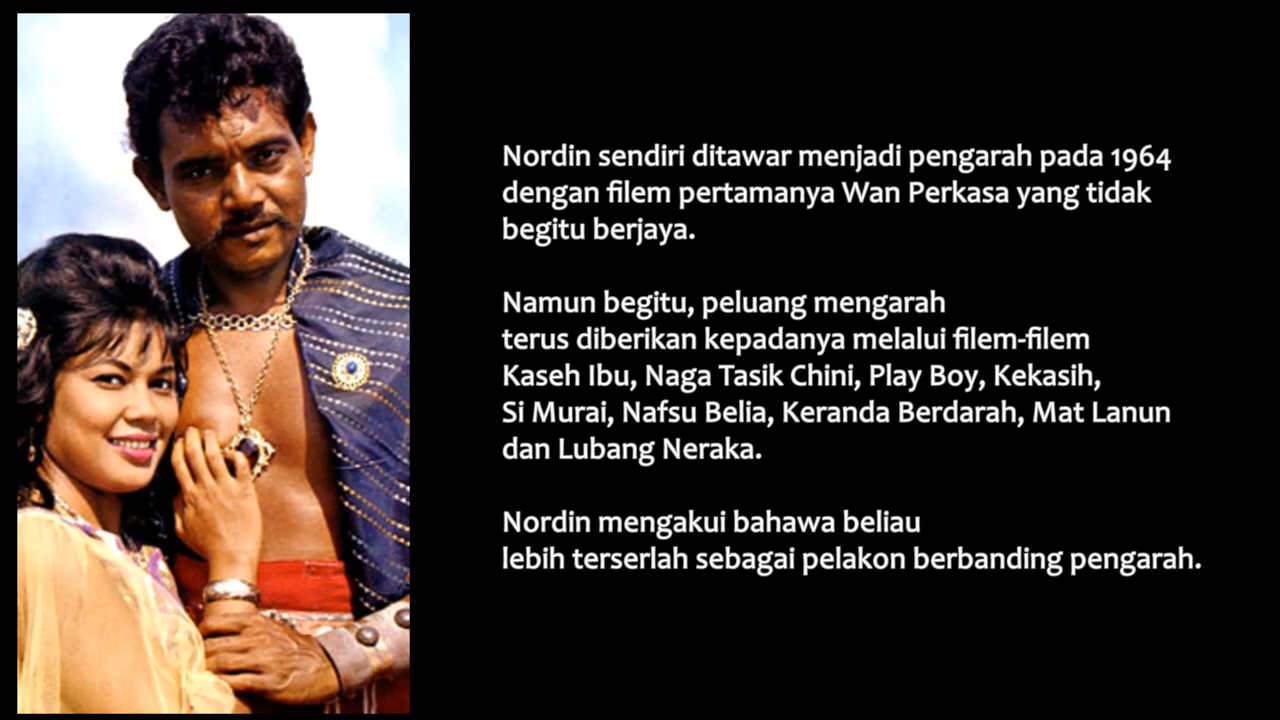 Nordin sendiri ditawar menjadi pengarah pada 1964
dengan filem pertamanya Wan Perkasa yang tidak
begitu berjaya.
Namun begitu, peluang mengarah
terus diberikan kepadanya melalui filem-filem
Kaseh Ibu, Naga Tasik Chini, Play Boy, Kekasih,
Si Murai, Nafsu Belia, Keranda Berdarah, Mat Lanun
dan Lubang Neraka.
Nordin mengakui bahawa beliau
lebih terserlah sebagai pelakon berbanding pengarah.